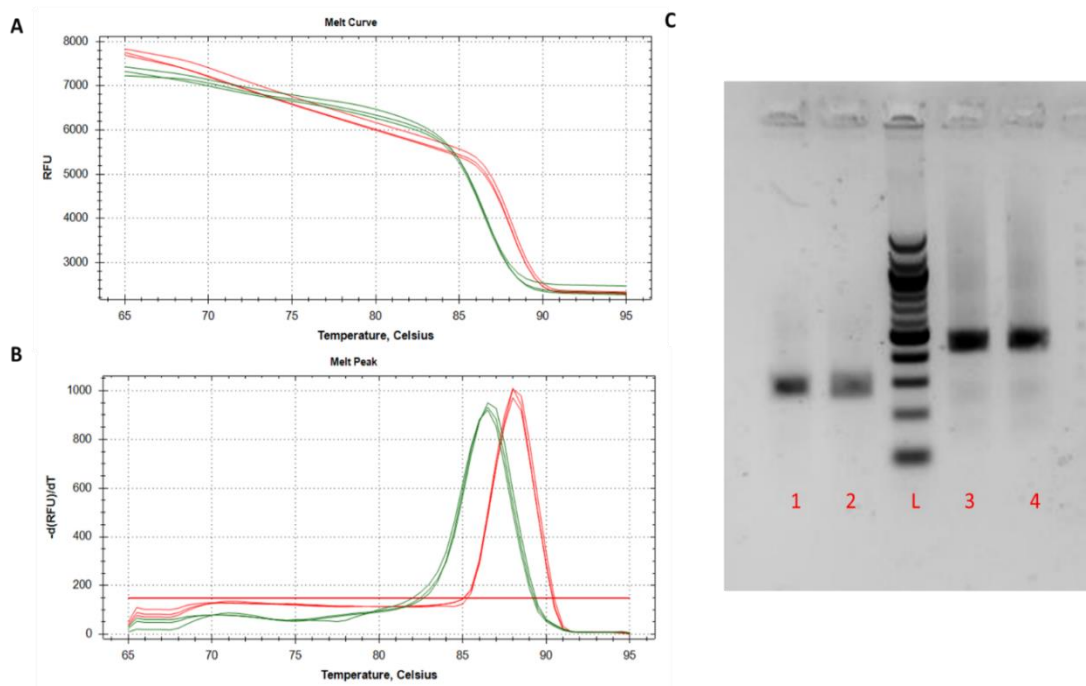 A
Melt Curve
8000
7000
6000
5000
4000
3000
RFU
65 70 75 80 85 90 95
Temperature, Celsius
B
Melt Peak
1000
800
600
400
200
0
-d(RFU)/dT
65 70 75 80 85 90 95
Temperature, Celsius
C
1 2 L 3 4